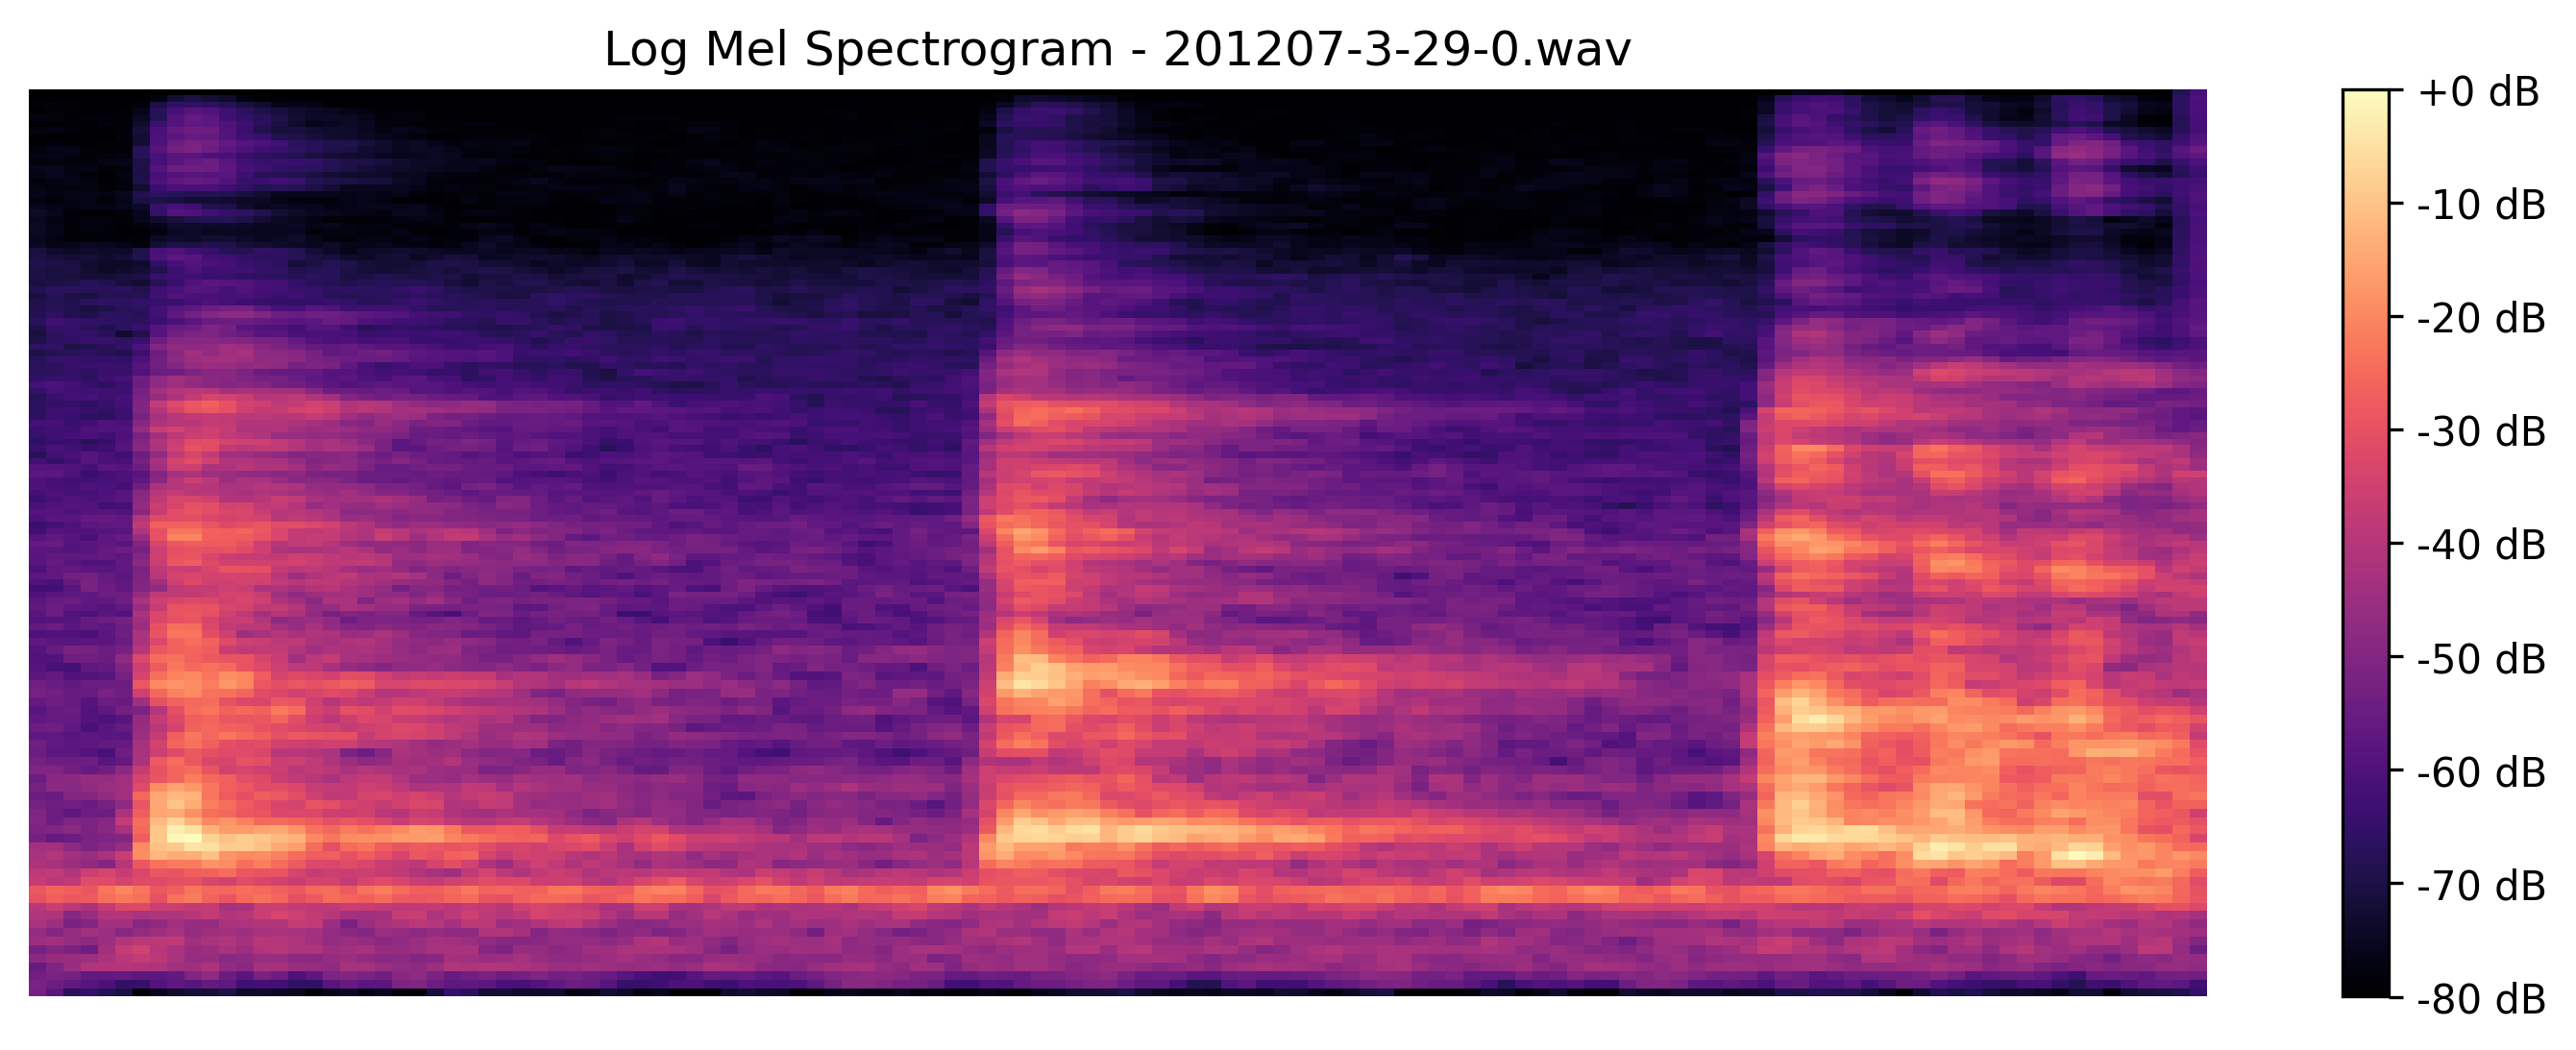 Log Mel Spectrogram - 201207-3-29-0.wav
+0 dB
-10 dB
-20 dB
-30 dB
-40 dB
-50 dB
-60 dB
-70 dB
-80 dB